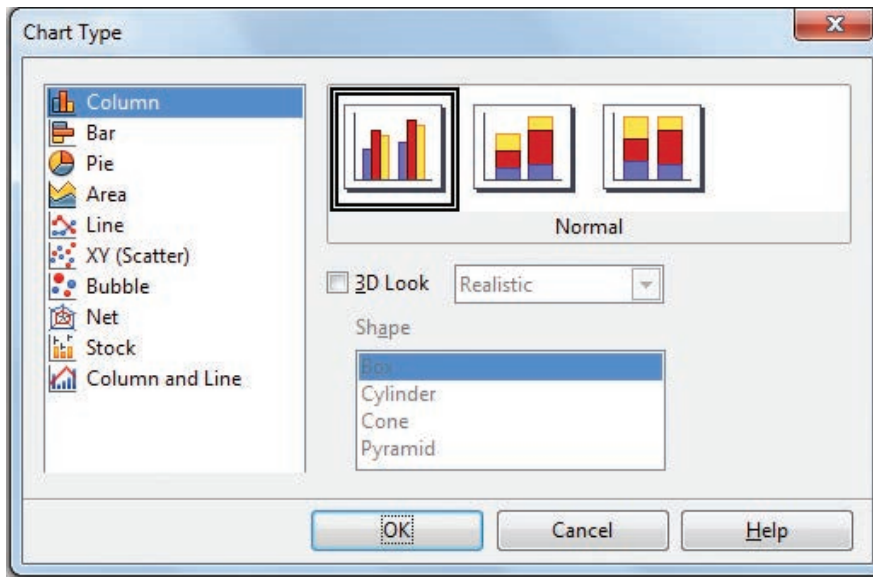 Chart Type
Column
Bar
Pie
Area
Line
XY (Scatter)
Bubble
Net
Stock
Column and Line
Normal
3D Look
Realistic
Shape
Box
Cylinder
Cone
Pyramid
OK
Cancel
Help